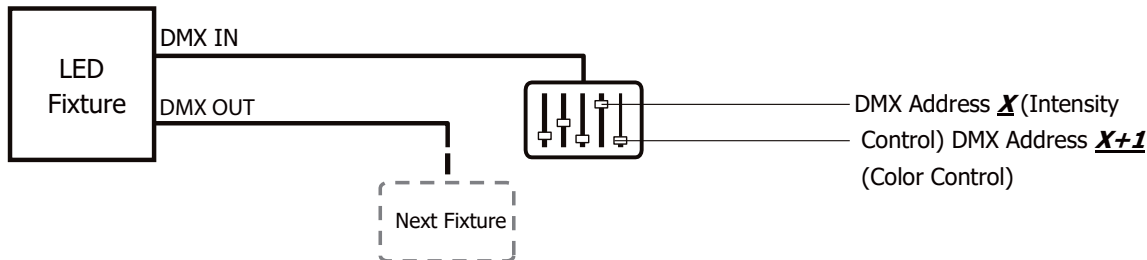 DMX IN
LED
Fixture
DMX OUT
DMX Address X (Intensity
Control) DMX Address X+1
(Color Control)
Next Fixture